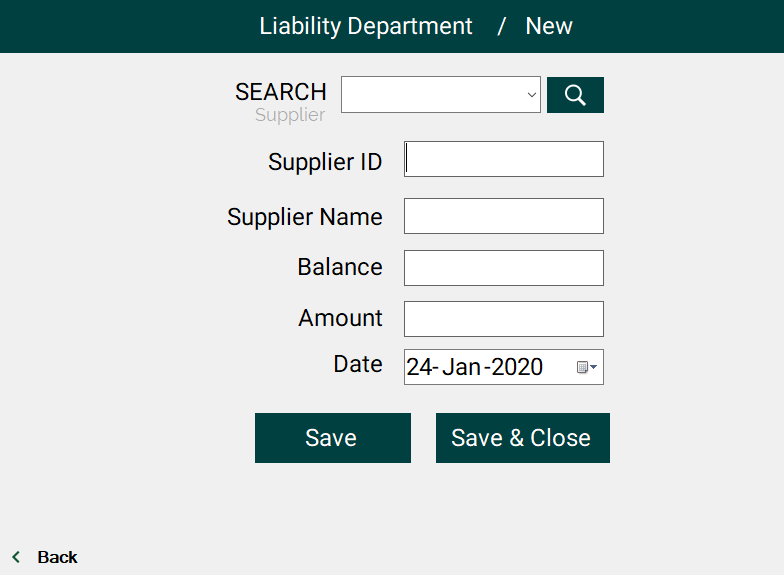 Liability Department / New
SEARCH
Supplier
Supplier ID
Supplier Name
Balance
Amount
Date 24-Jan-2020
Save Save & Close
Back